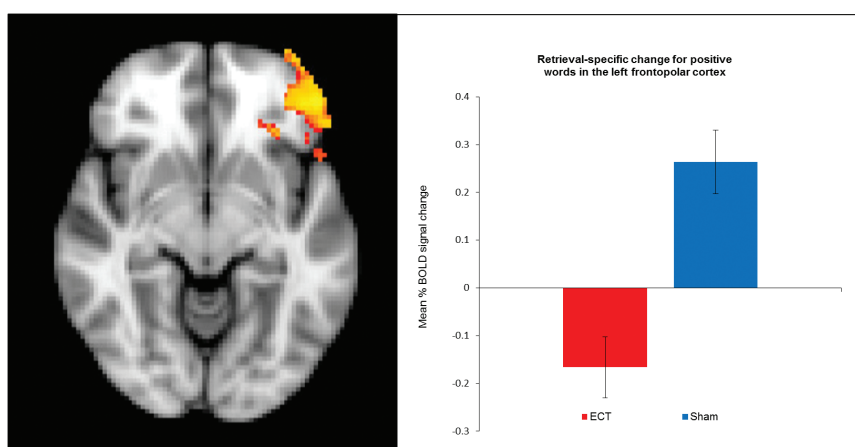 Retrieval-specific change for positive
words in the left frontopolar cortex
Mean % BOLD signal change
0.4
0.3
0.2
0.1
0
-0.1
-0.2
-0.3
ECT
Sham